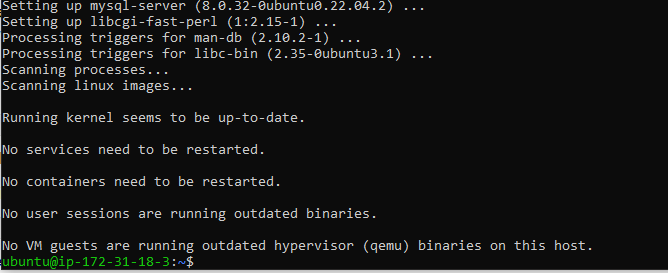 Setting up mysql-server (8.0.32-0ubuntu0.22.04.2) ...
Setting up libcgi-fast-perl (1:2.15-1) ...
Processing triggers for man-db (2.10.2-1) ...
Processing triggers for libc-bin (2.35-0ubuntu3.1) ...
Scanning processes...
Scanning linux images...
Running kernel seems to be up-to-date.
No services need to be restarted.
No containers need to be restarted.
No user sessions are running outdated binaries.
No VM guests are running outdated hypervisor (qemu) binaries on this host.
ubuntu@ip-172-31-18-3:~$